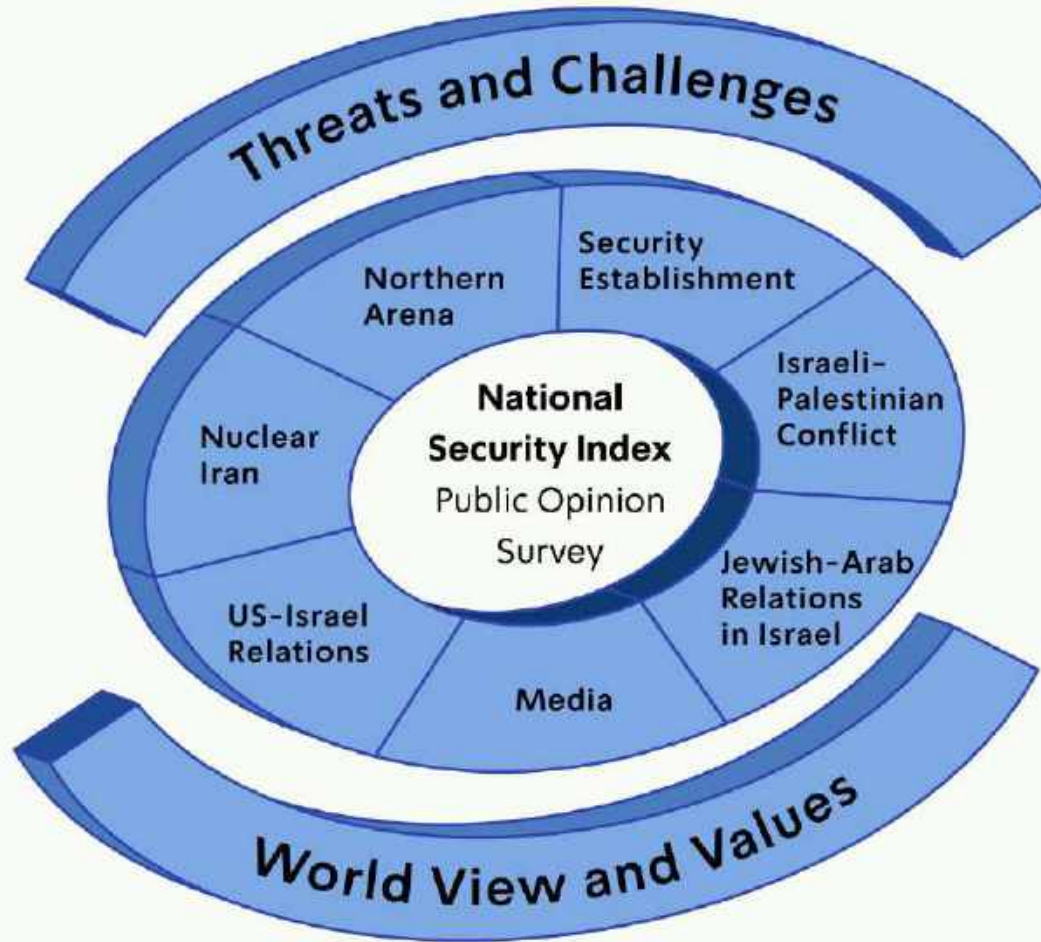 Threats and Challenges
Northern
Arena
Security
Establishment
Israeli-
Palestinian
Conflict
Nuclear
Iran
National
Security Index
Public Opinion
Survey
Jewish-Arab
Relations
in Israel
US-Israel
Relations
Media
World View and Values